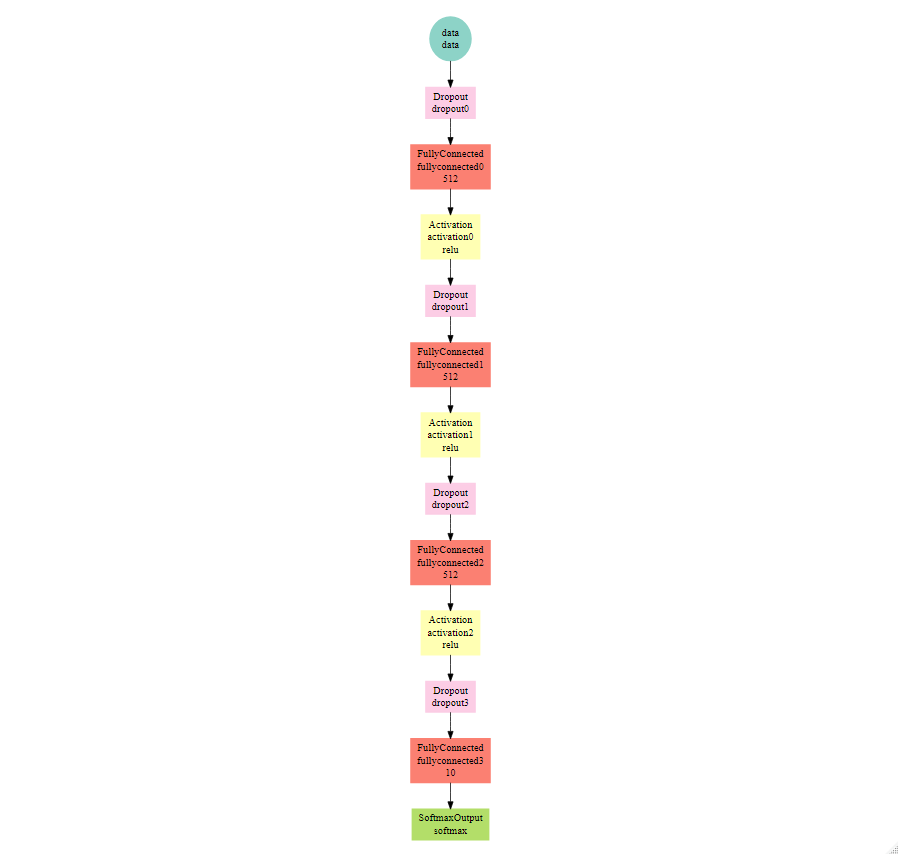 data
data
Dropout
dropout0
FullyConnected
fullyconnected0
512
Activation
activation0
relu
Dropout
dropout1
FullyConnected
fullyconnected1
512
Activation
activation1
relu
Dropout
dropout2
FullyConnected
fullyconnected2
512
Activation
activation2
relu
Dropout
dropout3
FullyConnected
fullyconnected3
10
SoftmaxOutput
softmax